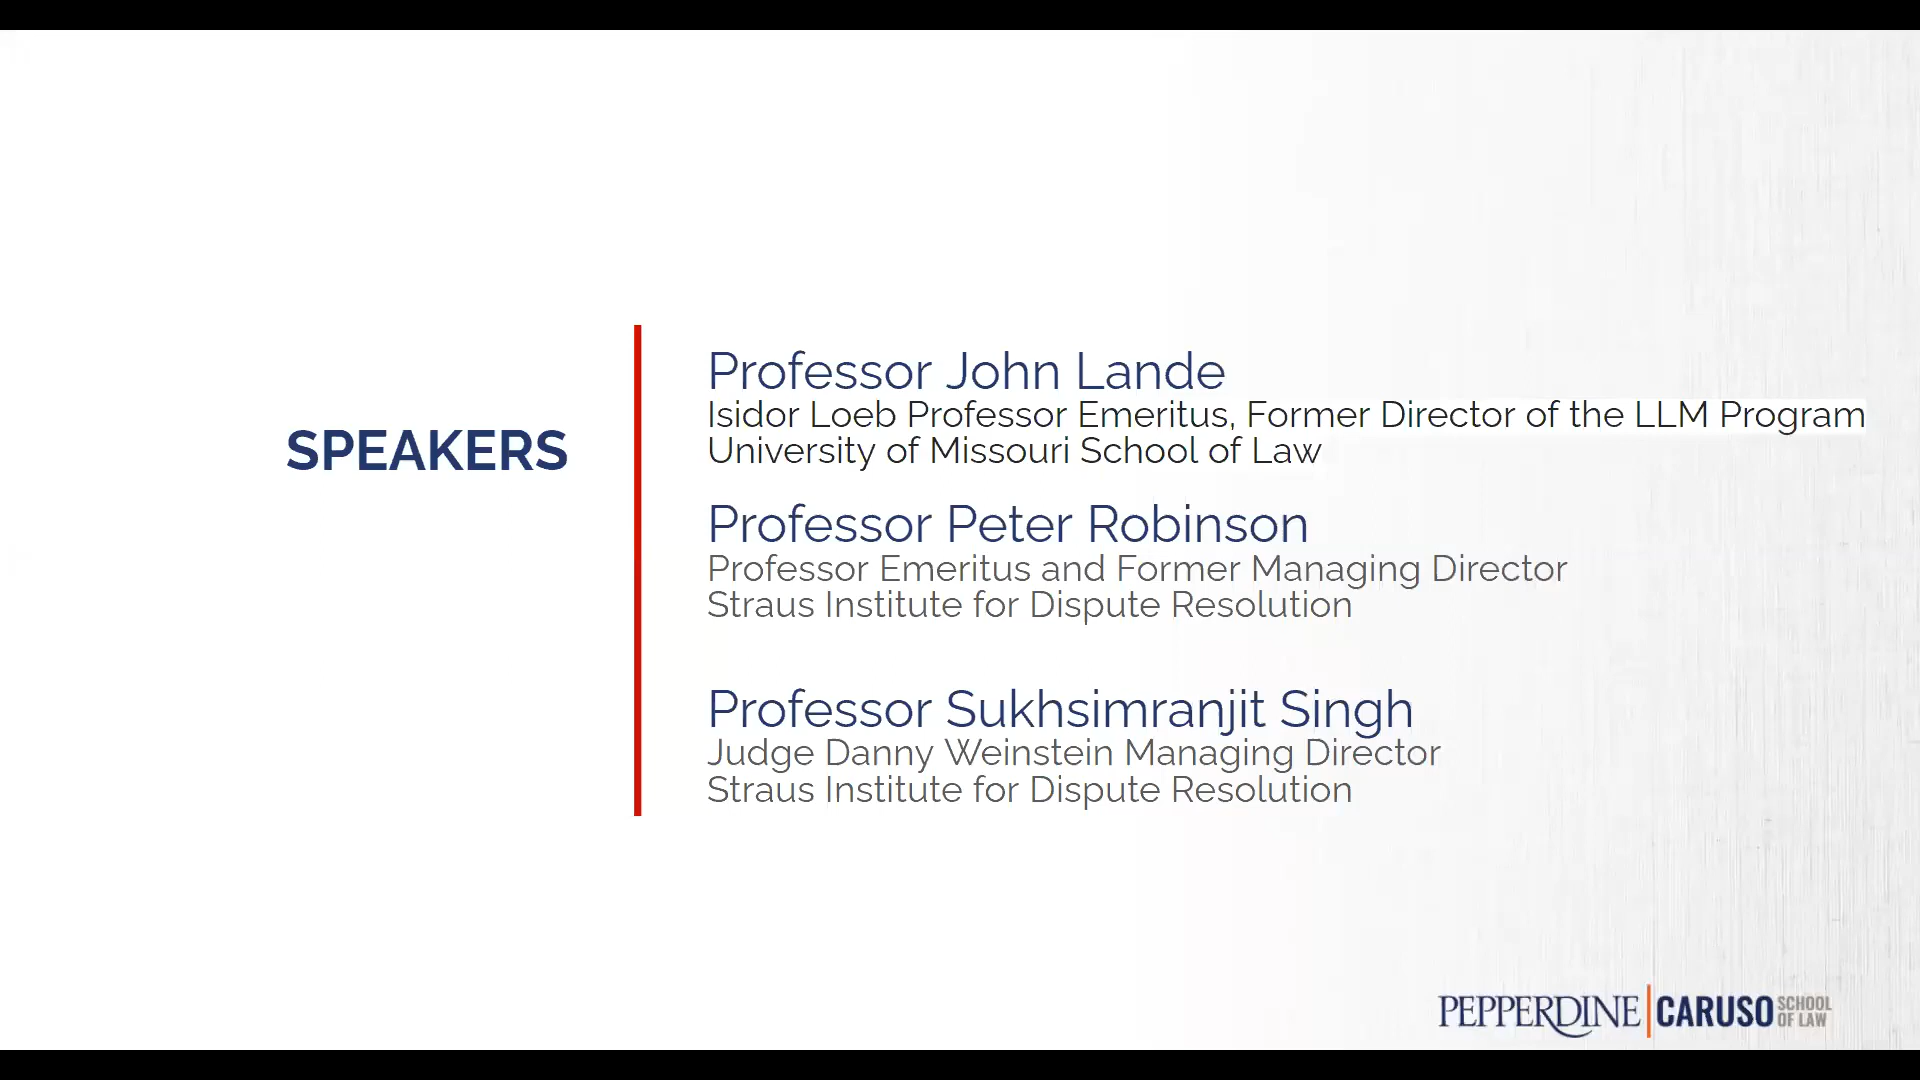 SPEAKERS
Professor John Lande
Isidor Loeb Professor Emeritus, Former Director of the LLM Program
University of Missouri School of Law
Professor Peter Robinson
Professor Emeritus and Former Managing Director
Straus Institute for Dispute Resolution
Professor Sukhsimranjit Singh
Judge Danny Weinstein Managing Director
Straus Institute for Dispute Resolution
PEPPERDINE | CARUSO SCHOOL OF LAW